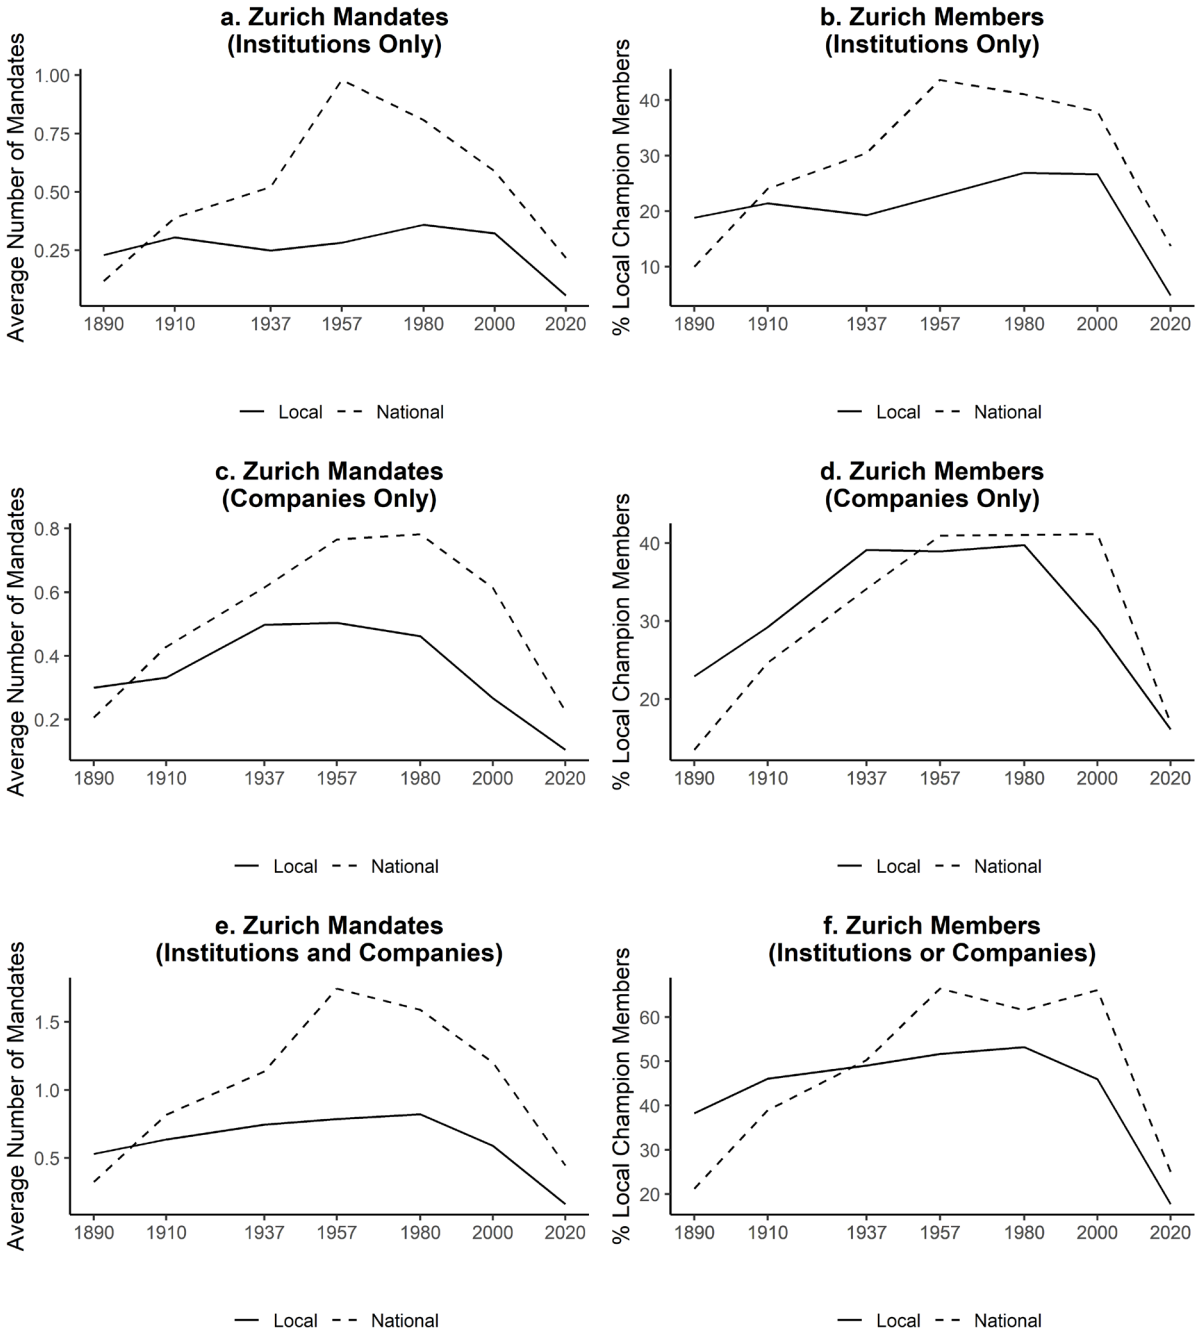 a. Zurich Mandates
(Institutions Only)
Average Number of Mandates
1.00
0.75
0.50
0.25
1890 1910 1937 1957 1980 2000 2020
Local National
b. Zurich Members
(Institutions Only)
% Local Champion Members
40
30
20
10
1890 1910 1937 1957 1980 2000 2020
Local National
c. Zurich Mandates
(Companies Only)
Average Number of Mandates
0.8
0.6
0.4
0.2
1890 1910 1937 1957 1980 2000 2020
Local National
d. Zurich Members
(Companies Only)
% Local Champion Members
40
30
20
1890 1910 1937 1957 1980 2000 2020
Local National
e. Zurich Mandates
(Institutions and Companies)
Average Number of Mandates
1.5
1.0
0.5
1890 1910 1937 1957 1980 2000 2020
Local National
f. Zurich Members
(Institutions or Companies)
% Local Champion Members
60
50
40
30
20
1890 1910 1937 1957 1980 2000 2020
Local National